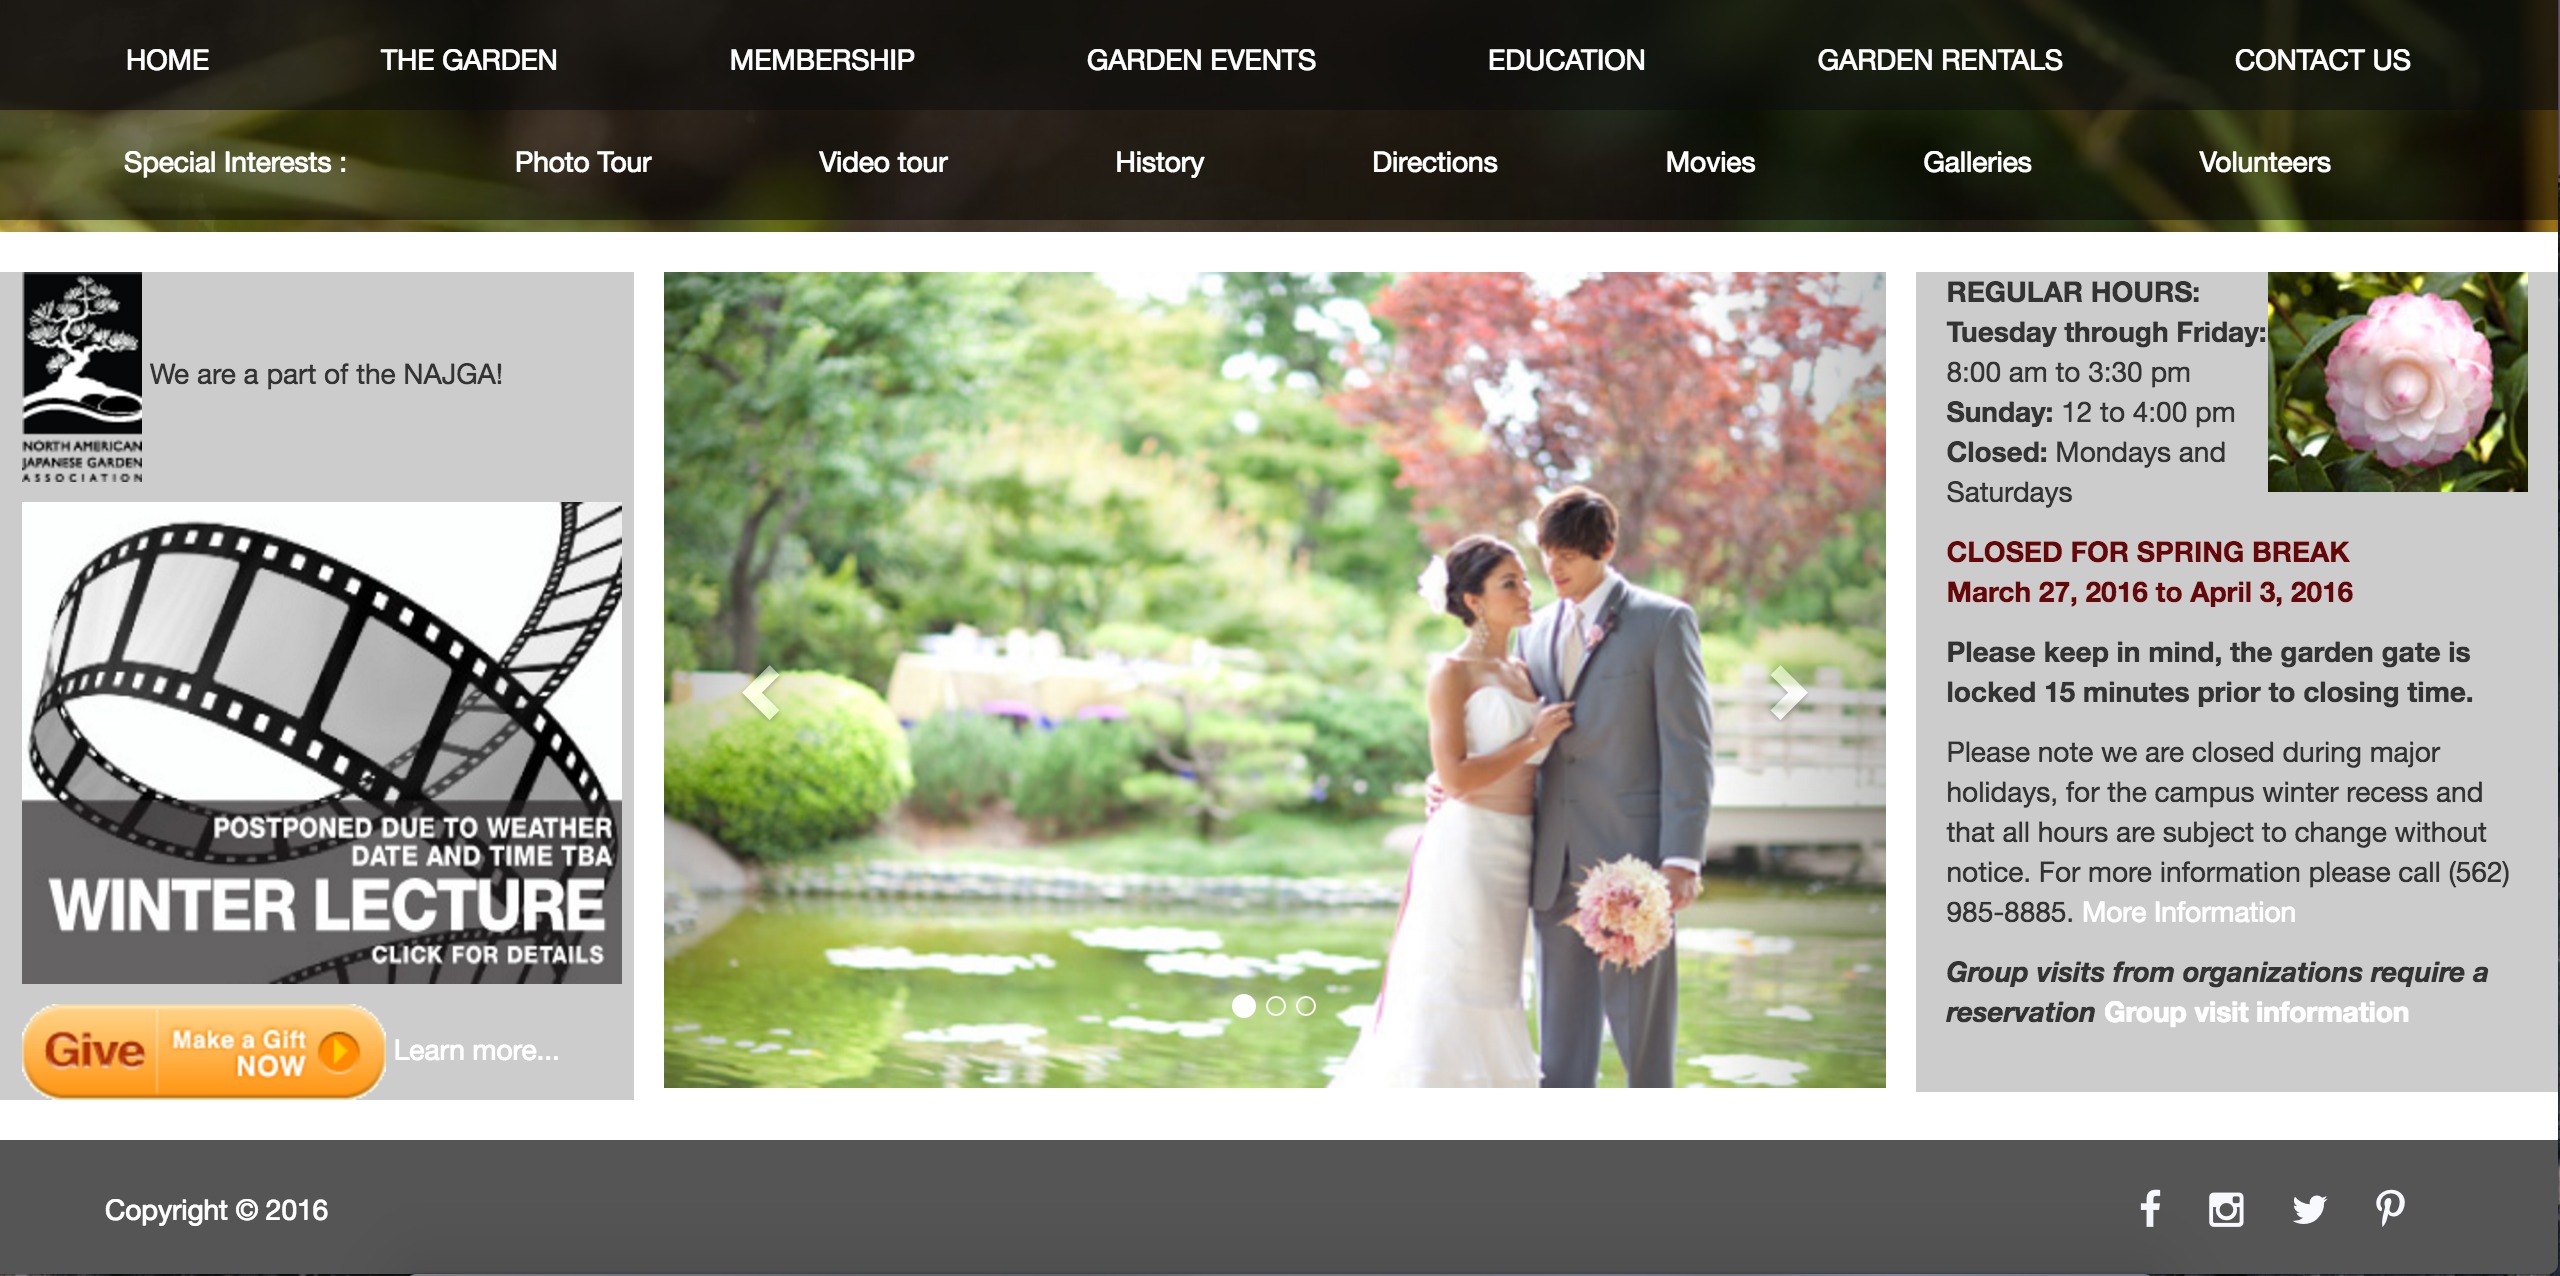 HOME THE GARDEN MEMBERSHIP GARDEN EVENTS EDUCATION GARDEN RENTALS CONTACT US
Special Interests : Photo Tour Video tour History Directions Movies Galleries Volunteers
We are a part of the NAJGA!
NORTH AMERICAN
JAPANESE GARDEN
ASSOCIATION
POSTPONED DUE TO WEATHER
DATE AND TIME TBA
WINTER LECTURE
CLICK FOR DETAILS
Give
Make a Gift
NOW
Learn more...
REGULAR HOURS:
Tuesday through Friday:
8:00 am to 3:30 pm
Sunday: 12 to 4:00 pm
Closed: Mondays and
Saturdays
CLOSED FOR SPRING BREAK
March 27, 2016 to April 3, 2016
Please keep in mind, the garden gate is
locked 15 minutes prior to closing time.
Please note we are closed during major
holidays, for the campus winter recess and
that all hours are subject to change without
notice. For more information please call (562)
985-8885. More Information
Group visits from organizations require a
reservation Group visit information
Copyright © 2016